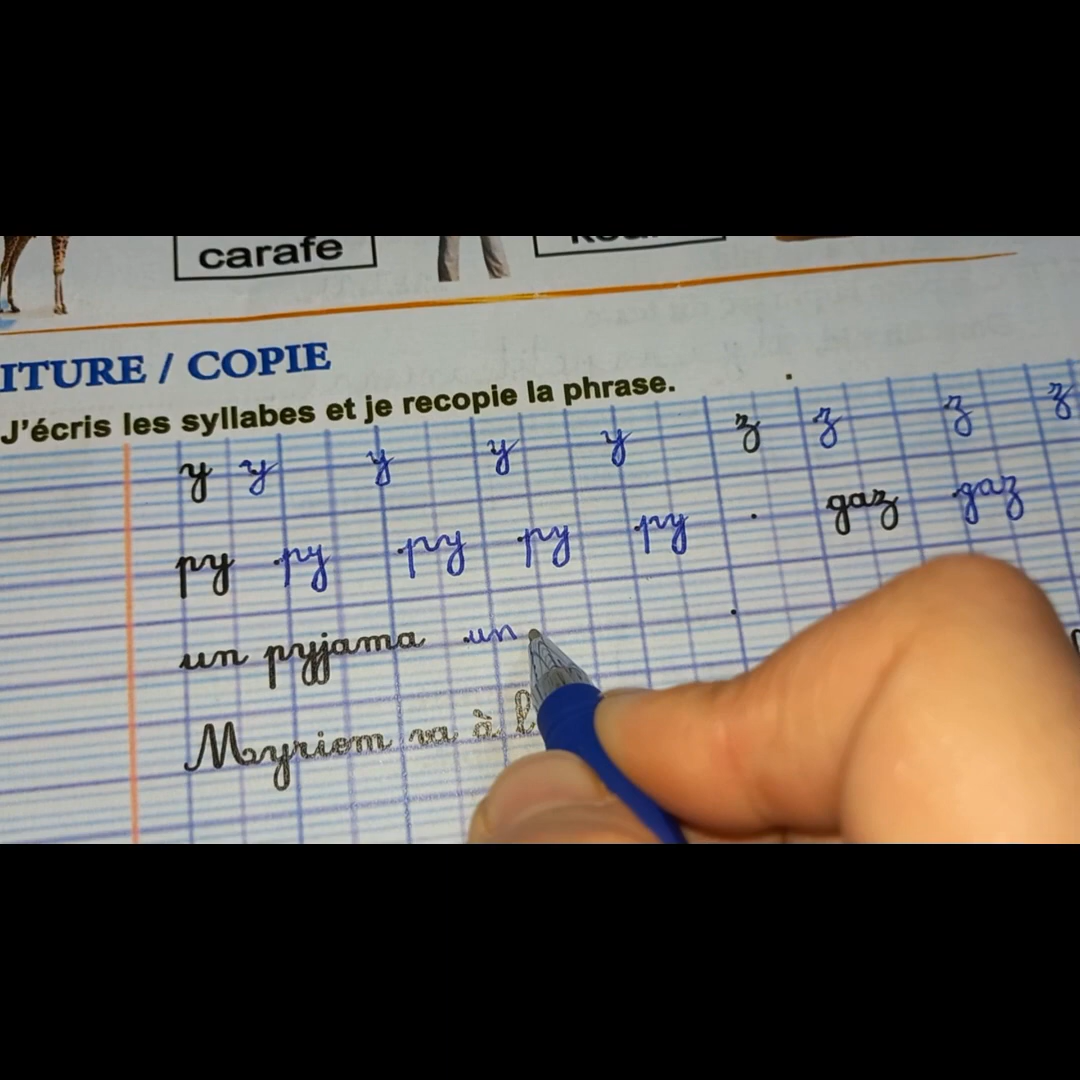 carafe
ITURE / COPIE
J'écris les syllabes et je recopie la phrase.
y y y y y z z z z
py py py py py . gaz gaz
un pyjama un
Myriem va à l